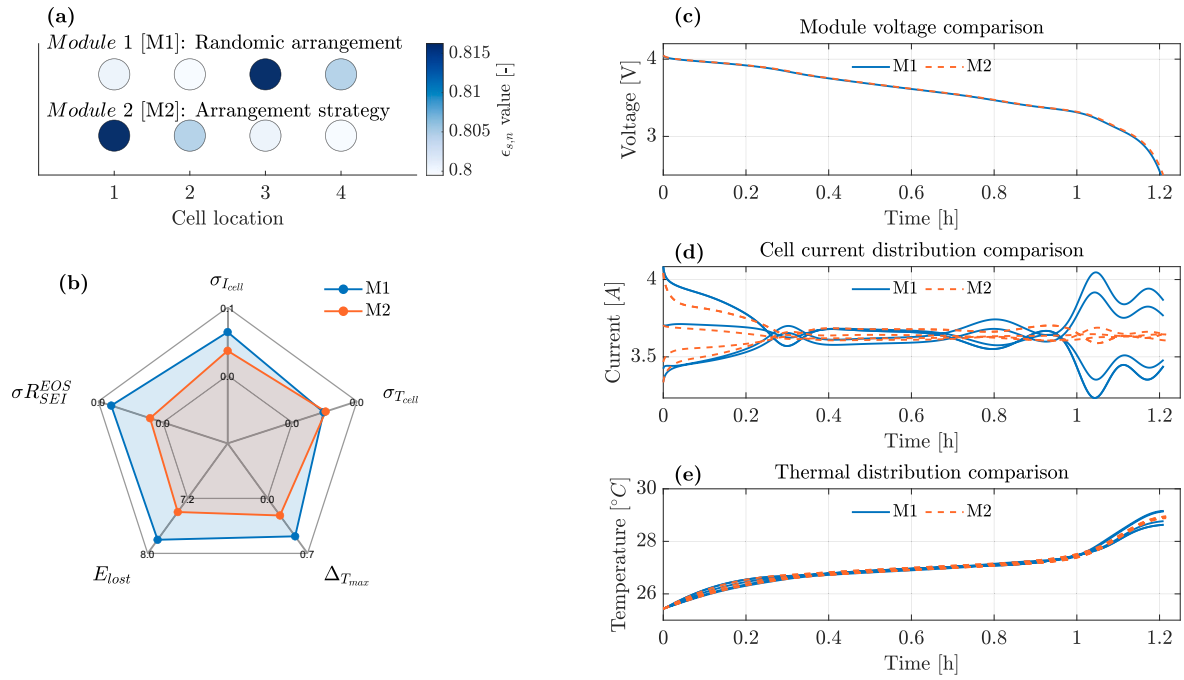 (a)
Module 1 [M1]: Randomic arrangement
Module 2 [M2]: Arrangement strategy
1 2 3 4
Cell location
0.815
0.81
0.805
0.8
ϵs,n value [-]
(b)
σIcell
0.1
M1
M2
0.0
σREOSSEI
0.0
0.0
0.0
0.0
σTcell
7.2
0.0
8.0
0.7
Elost
ΔTmax
(c)
Module voltage comparison
M1 M2
4
3
Voltage [V]
0 0.2 0.4 0.6 0.8 1 1.2
Time [h]
(d)
Cell current distribution comparison
M1 M2
4
3.5
Current [A]
0 0.2 0.4 0.6 0.8 1 1.2
Time [h]
(e)
Thermal distribution comparison
M1 M2
30
28
26
Temperature [°C]
0 0.2 0.4 0.6 0.8 1 1.2
Time [h]